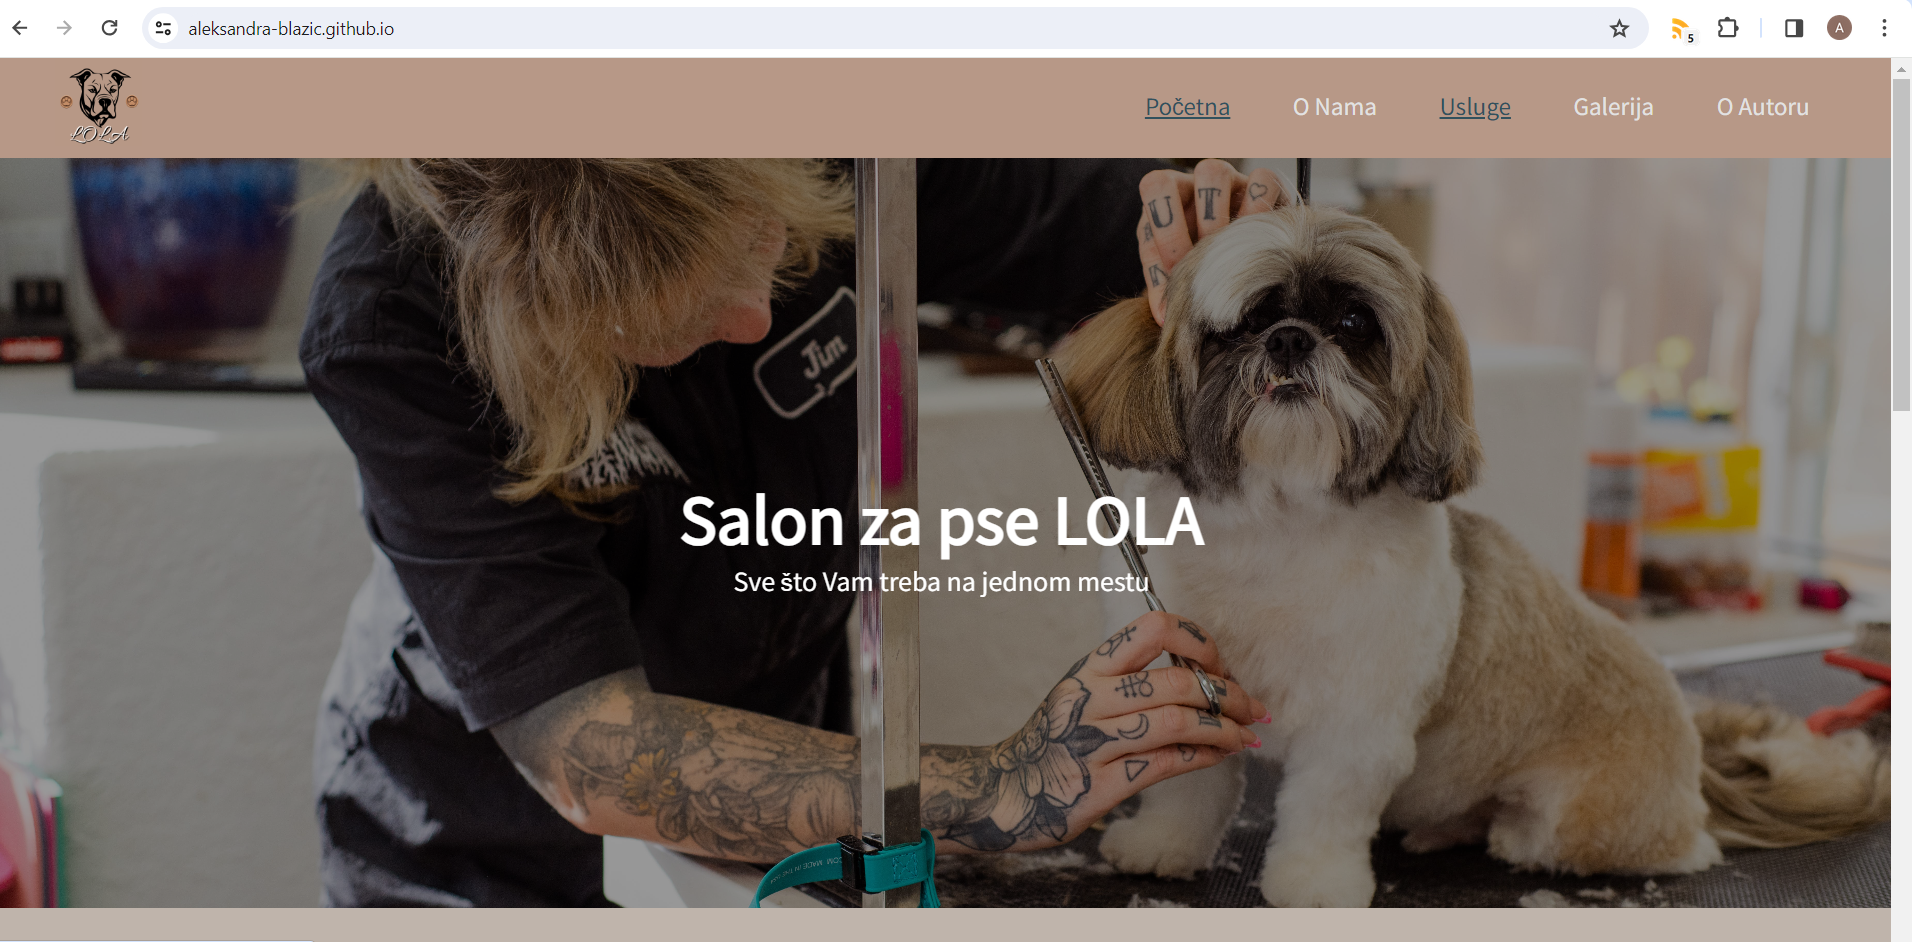 aleksandra-blazic.github.io
5
A
LOLA
Početna
O Nama
Usluge
Galerija
O Autoru
UT
Jim
Salon za pse LOLA
Sve što Vam treba na jednom mestu